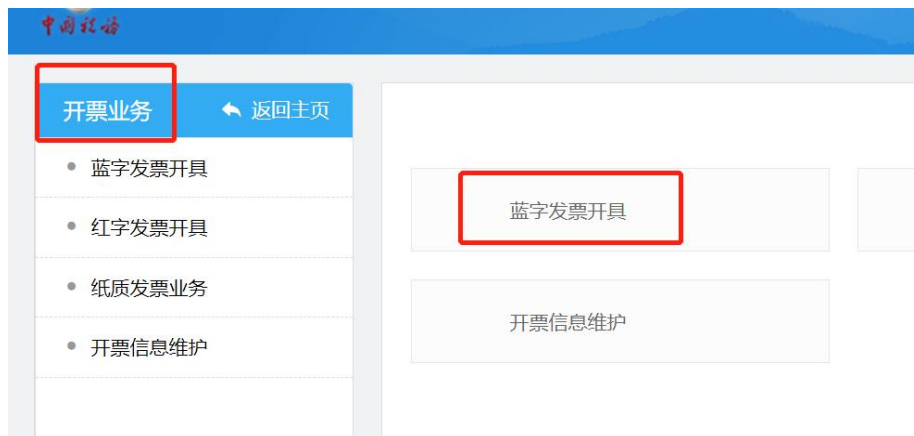 中国税务
开票业务 返回主页
蓝字发票开具
红字发票开具
纸质发票业务
开票信息维护
蓝字发票开具
开票信息维护